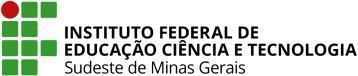 INSTITUTO FEDERAL DE
EDUCAÇÃO CIÊNCIA E TECNOLOGIA
Sudeste de Minas Gerais